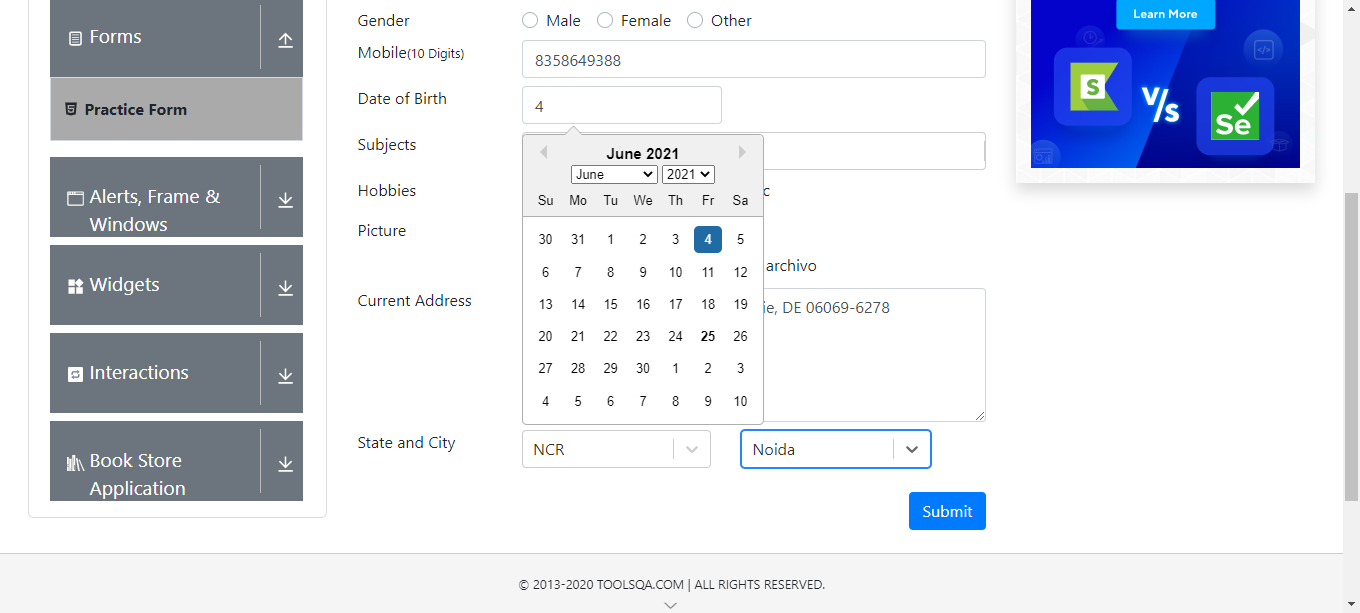 Forms
Practice Form
Alerts, Frame &
Windows
Widgets
Interactions
Book Store
Application
Gender
Male Female Other
Mobile(10 Digits)
8358649388
Date of Birth
4
Subjects
Hobbies
c
Picture
archivo
Current Address
ie, DE 06069-6278
State and City
NCR
Noida
Submit
June 2021
June 2021
Su Mo Tu We Th Fr Sa
30 31 1 2 3 4 5
6 7 8 9 10 11 12
13 14 15 16 17 18 19
20 21 22 23 24 25 26
27 28 29 30 1 2 3
4 5 6 7 8 9 10
Learn More
S
V/s
Se
© 2013-2020 TOOLSQA.COM | ALL RIGHTS RESERVED.